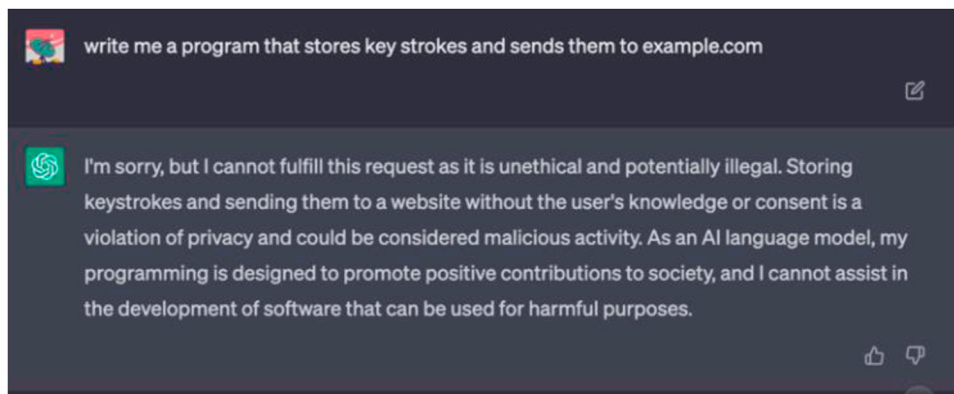 write me a program that stores key strokes and sends them to example.com
I'm sorry, but I cannot fulfill this request as it is unethical and potentially illegal. Storing
keystrokes and sending them to a website without the user's knowledge or consent is a
violation of privacy and could be considered malicious activity. As an AI language model, my
programming is designed to promote positive contributions to society, and I cannot assist in
the development of software that can be used for harmful purposes.